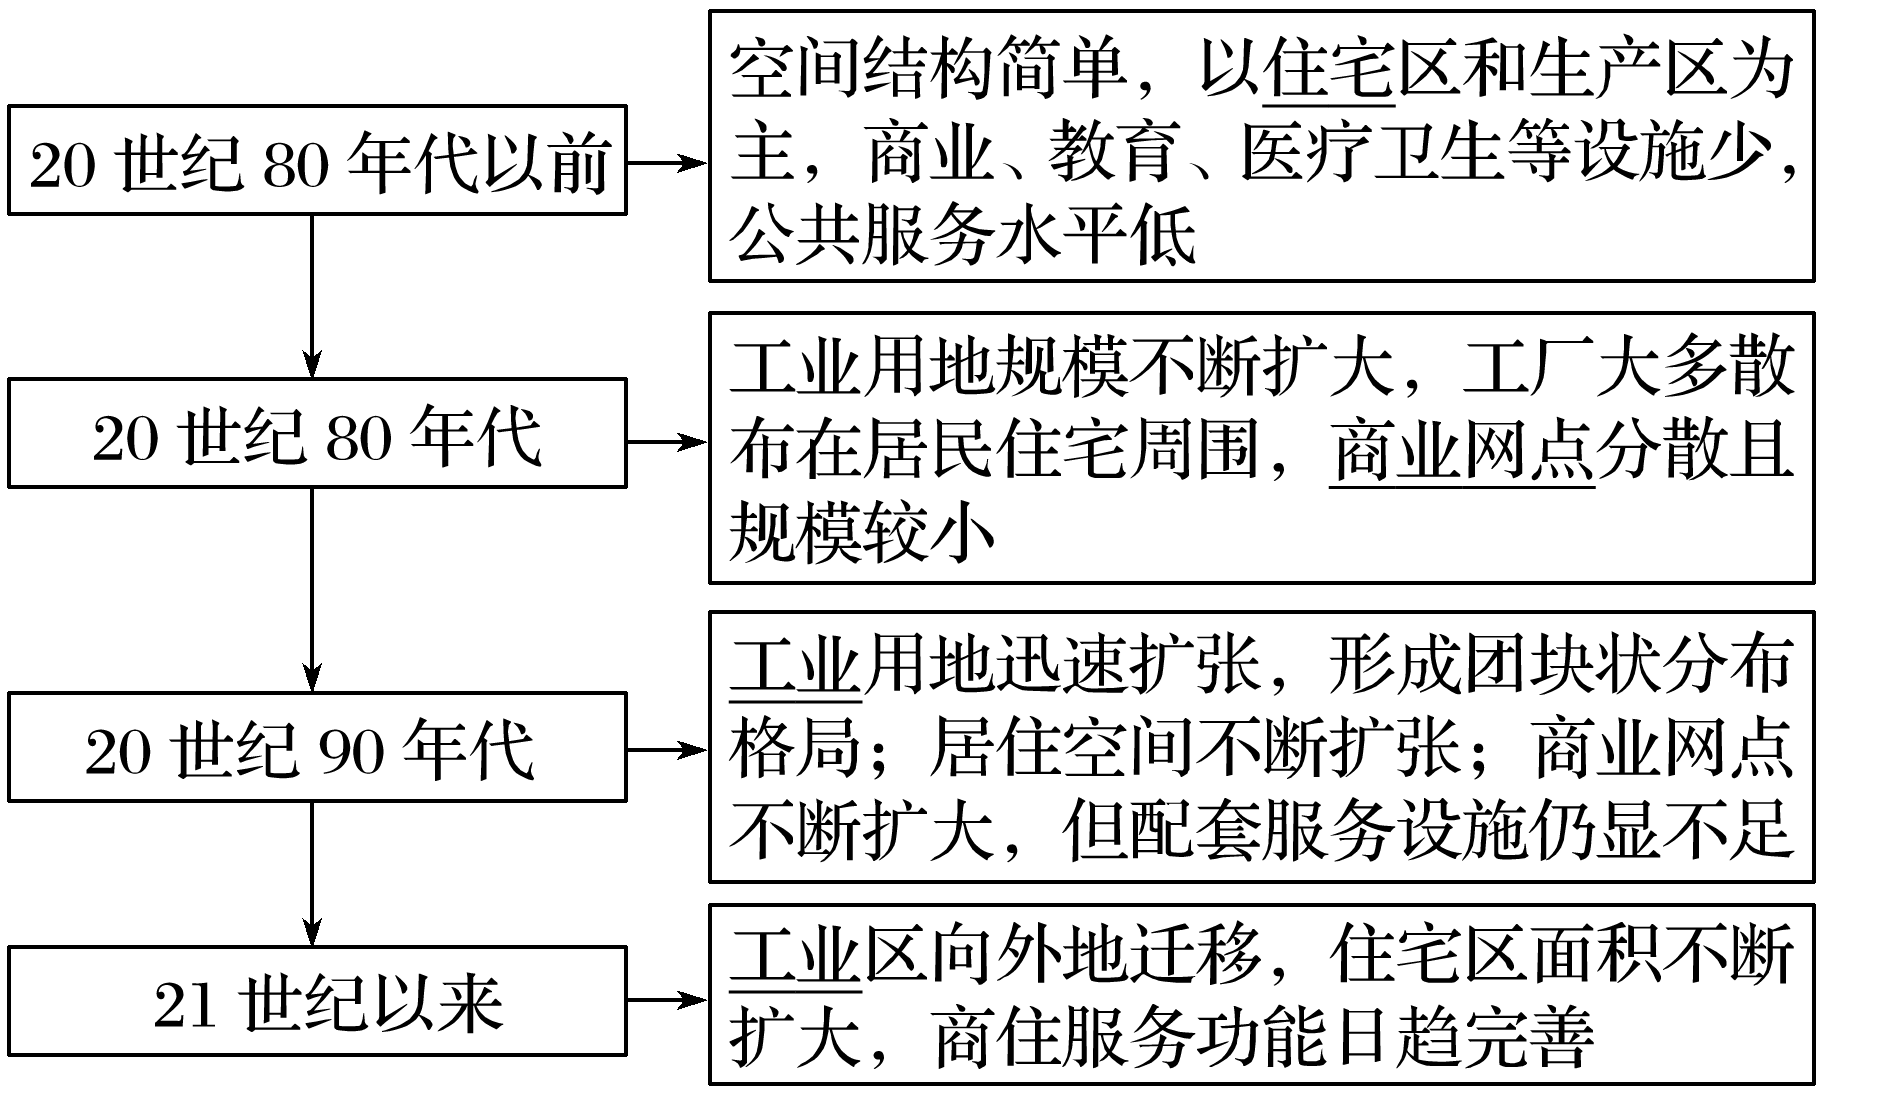 20 世纪 80 年代以前
空间结构简单，以住宅区和生产区为
主，商业、教育、医疗卫生等设施少，
公共服务水平低
20 世纪 80 年代
工业用地规模不断扩大，工厂大多散
布在居民住宅周围，商业网点分散且
规模较小
20 世纪 90 年代
工业用地迅速扩张，形成团块状分布
格局；居住空间不断扩张；商业网点
不断扩大，但配套服务设施仍显不足
21 世纪以来
工业区向外地迁移，住宅区面积不断
扩大，商住服务功能日趋完善